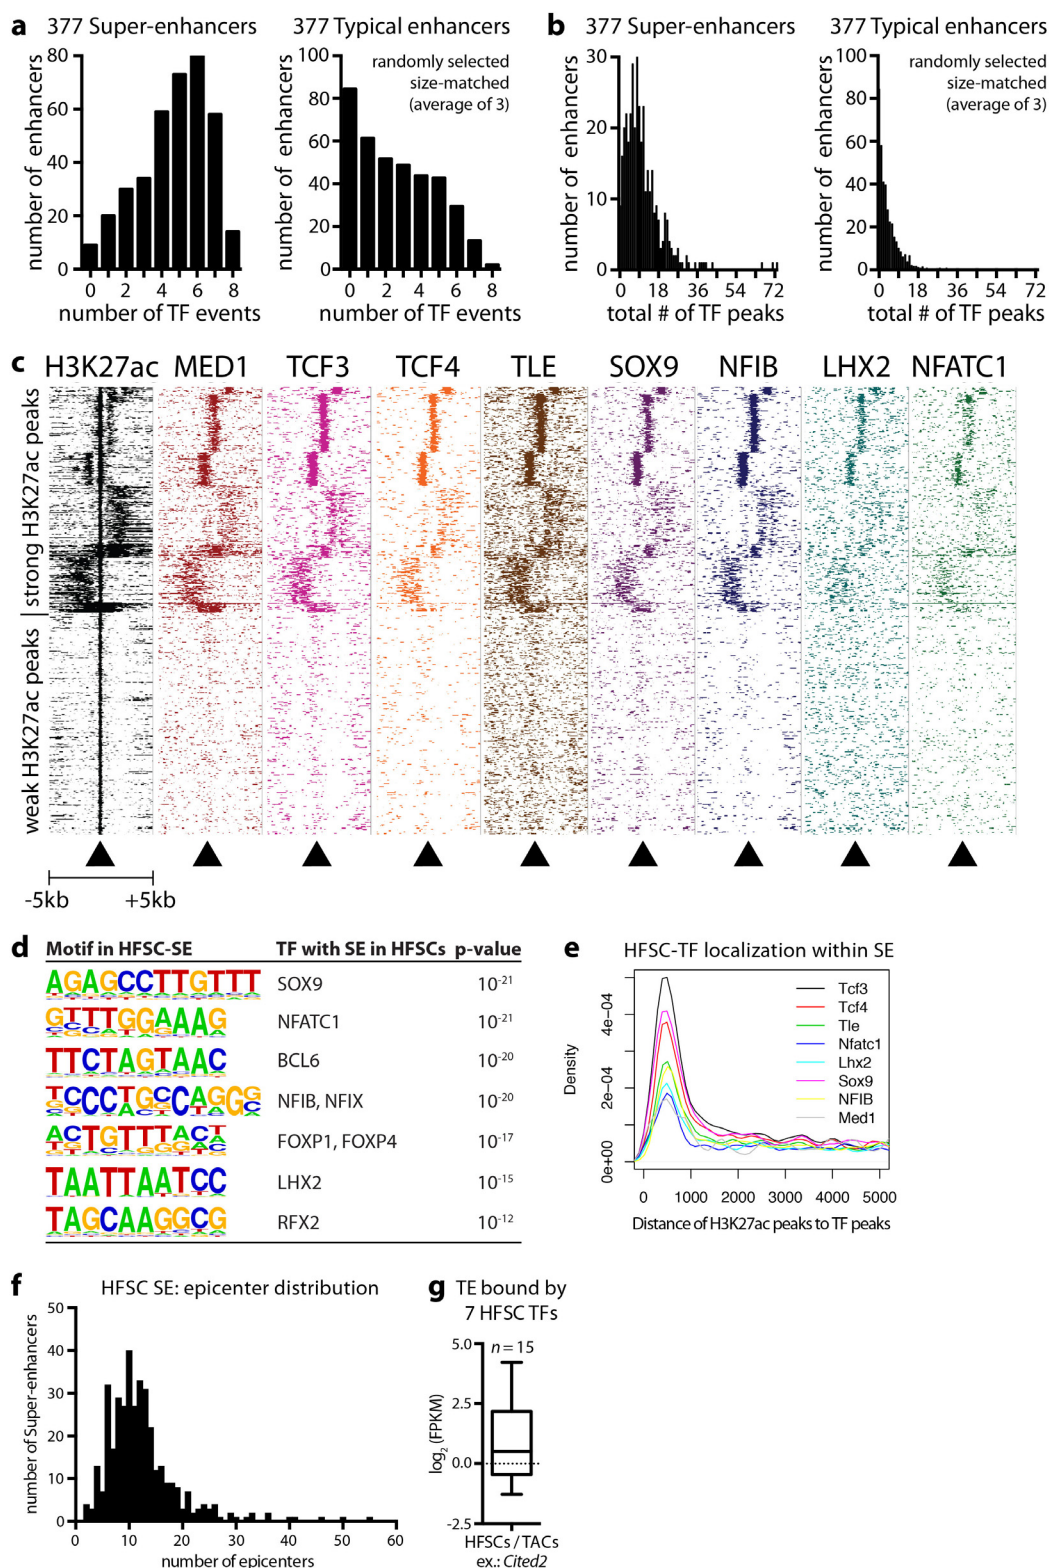 a
377 Super-enhancers
number of enhancers
80
60
40
20
0
0 2 4 6 8
number of TF events
377 Typical enhancers
randomly selected
size-matched
(average of 3)
number of enhancers
100
80
60
40
20
0
0 2 4 6 8
number of TF events
b
377 Super-enhancers
number of enhancers
30
20
10
0
0 18 36 54 72
total # of TF peaks
377 Typical enhancers
randomly selected
size-matched
(average of 3)
number of enhancers
100
80
60
40
20
0
0 18 36 54 72
total # of TF peaks
c
H3K27ac MED1 TCF3 TCF4 TLE SOX9 NFIB LHX2 NFATC1
strong H3K27ac peaks
weak H3K27ac peaks
-5kb +5kb
d
Motif in HFSC-SE TF with SE in HFSCs p-value
AGAGCCTTGTTT SOX9 10-21
GTTTGGAAAG NFATC1 10-21
TTCTAGTAAC BCL6 10-20
TCCCTGCCAGCG NFIB, NFIX 10-20
ACTGTTTACT FOXP1, FOXP4 10-17
TAATTAATCC LHX2 10-15
TAGCAAGGCG RFX2 10-12
e
HFSC-TF localization within SE
Density
4e-04
2e-04
0e+00
Tcf3
Tcf4
Tle
Nfatc1
Lhx2
Sox9
NFIB
Med1
0 1000 2000 3000 4000 5000
Distance of H3K27ac peaks to TF peaks
f
HFSC SE: epicenter distribution
number of Super-enhancers
50
40
30
20
10
0
0 10 20 30 40 50 60
number of epicenters
g
TE bound by
7 HFSC TFs
n = 15
log2 (FPKM)
5.0
2.5
0.0
-2.5
HFSCs / TACs
ex.: Cited2